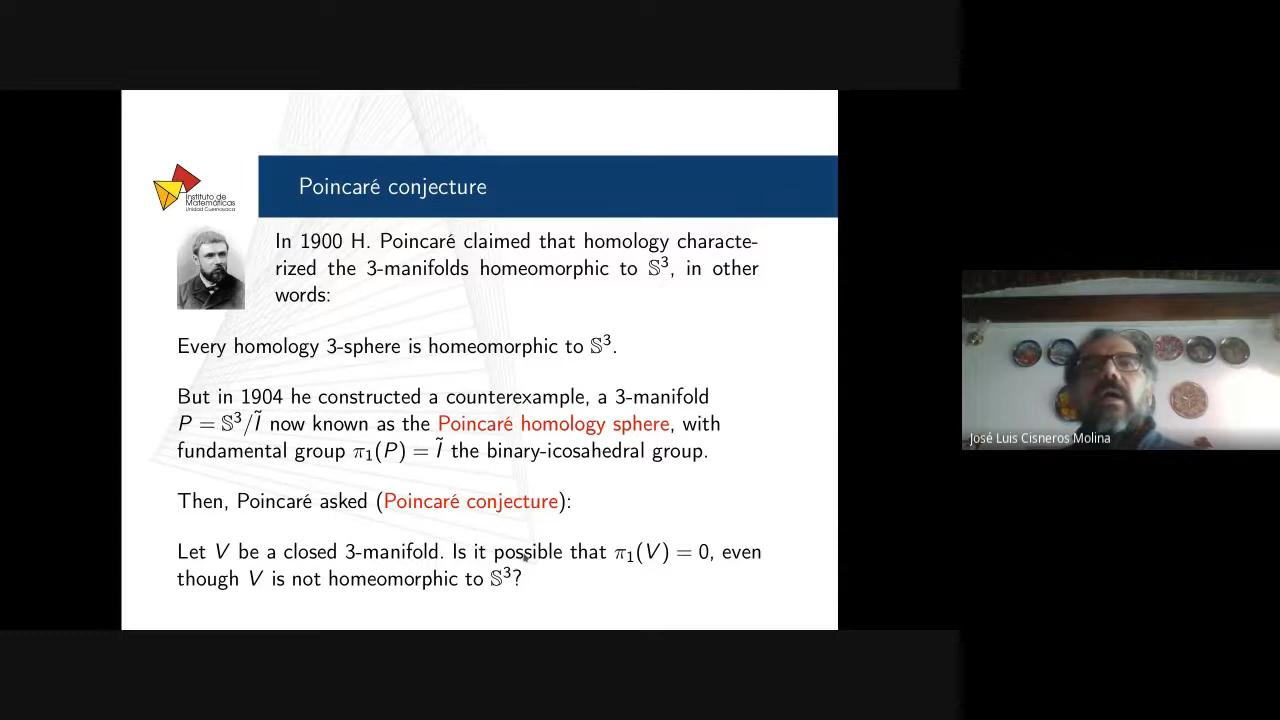 Poincaré conjecture
Instituto de
Matemáticas
Unidad Cuernavaca
In 1900 H. Poincaré claimed that homology characte-
rized the 3-manifolds homeomorphic to 𝕊³, in other
words:
Every homology 3-sphere is homeomorphic to 𝕊³.
But in 1904 he constructed a counterexample, a 3-manifold
P = 𝕊³/Ĩ now known as the Poincaré homology sphere, with
fundamental group π₁(P) = Ĩ the binary-icosahedral group.
Then, Poincaré asked (Poincaré conjecture):
Let V be a closed 3-manifold. Is it possible that π₁(V) = 0, even
though V is not homeomorphic to 𝕊³?
José Luis Cisneros Molina